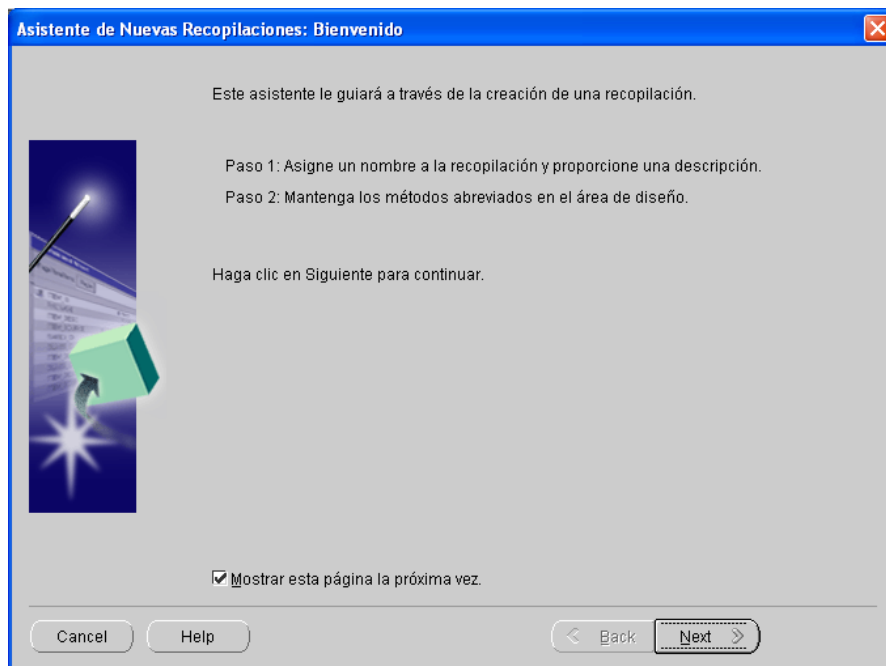 Asistente de Nuevas Recopilaciones: Bienvenido
Este asistente le guiará a través de la creación de una recopilación.
Paso 1: Asigne un nombre a la recopilación y proporcione una descripción.
Paso 2: Mantenga los métodos abreviados en el área de diseño.
Haga clic en Siguiente para continuar.
Mostrar esta página la próxima vez.
Cancel
Help
Back
Next